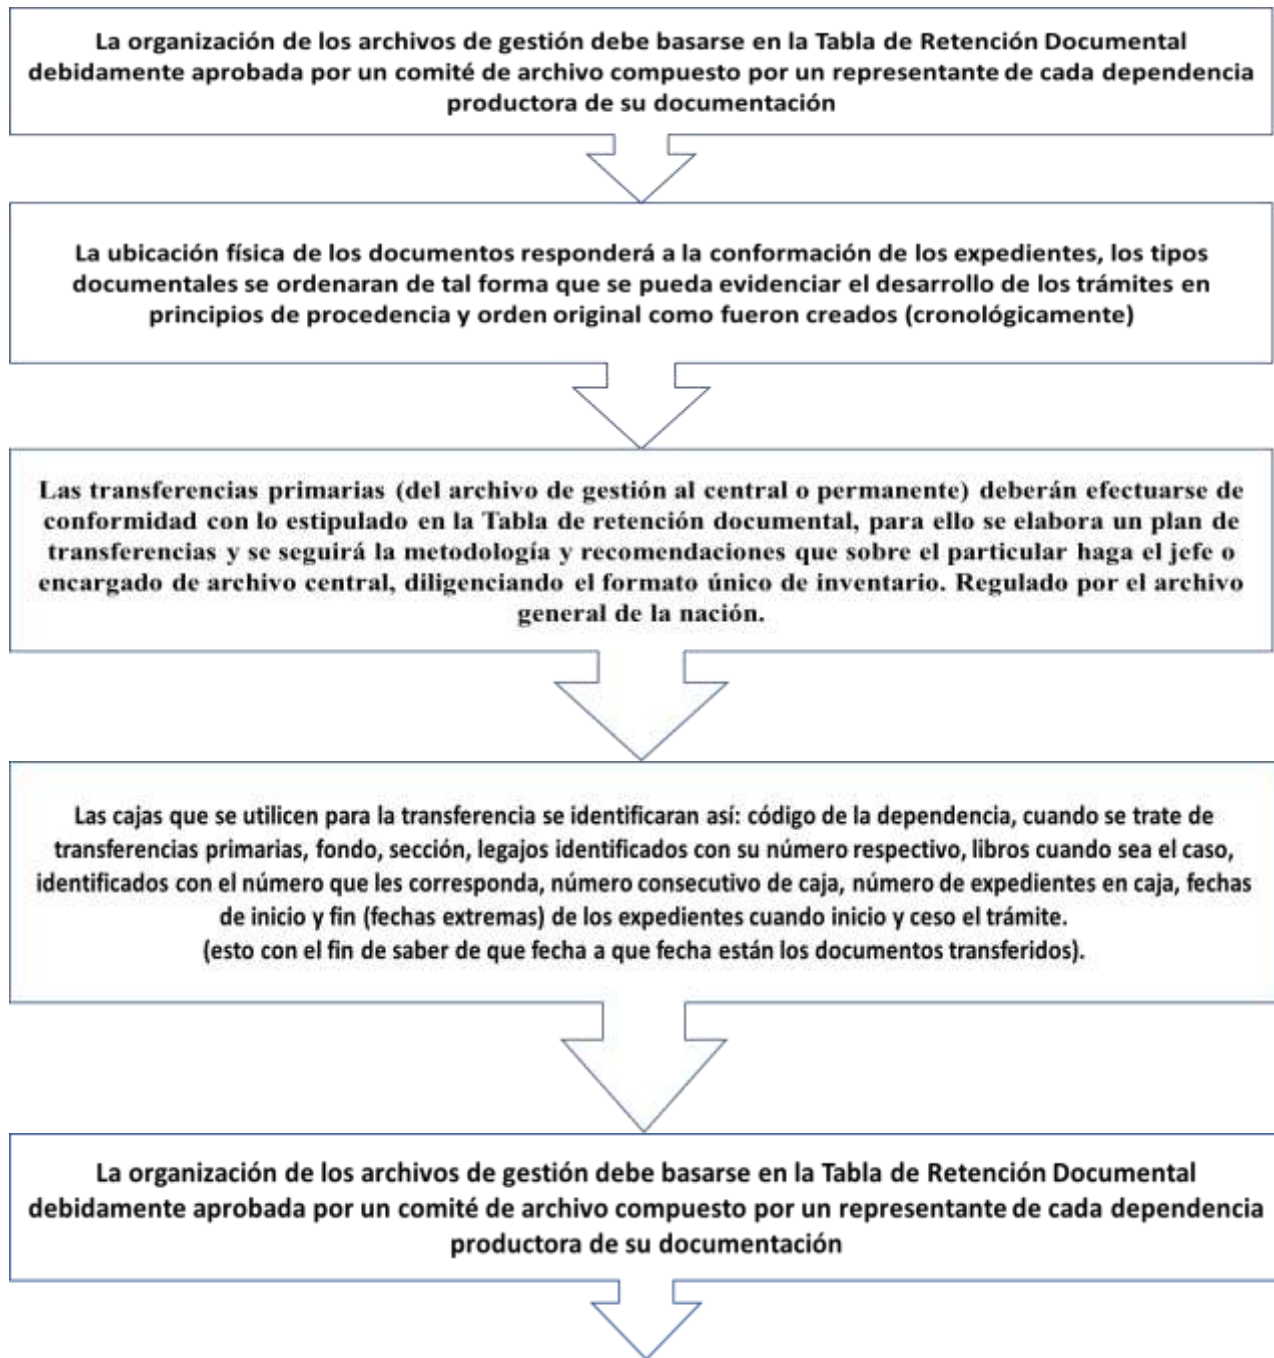 La organización de los archivos de gestión debe basarse en la Tabla de Retención Documental
debidamente aprobada por un comité de archivo compuesto por un representante de cada dependencia
productora de su documentación
La ubicación física de los documentos responderá a la conformación de los expedientes, los tipos
documentales se ordenaran de tal forma que se pueda evidenciar el desarrollo de los trámites en
principios de procedencia y orden original como fueron creados (cronológicamente)
Las transferencias primarias (del archivo de gestión al central o permanente) deberán efectuarse de
conformidad con lo estipulado en la Tabla de retención documental, para ello se elabora un plan de
transferencias y se seguirá la metodología y recomendaciones que sobre el particular haga el jefe o
encargado de archivo central, diligenciando el formato único de inventario. Regulado por el archivo
general de la nación.
Las cajas que se utilicen para la transferencia se identificaran así: código de la dependencia, cuando se trate de
transferencias primarias, fondo, sección, legajos identificados con su número respectivo, libros cuando sea el caso,
identificados con el número que les corresponda, número consecutivo de caja, número de expedientes en caja, fechas
de inicio y fin (fechas extremas) de los expedientes cuando inicio y ceso el trámite.
(esto con el fin de saber de que fecha a que fecha están los documentos transferidos).
La organización de los archivos de gestión debe basarse en la Tabla de Retención Documental
debidamente aprobada por un comité de archivo compuesto por un representante de cada dependencia
productora de su documentación